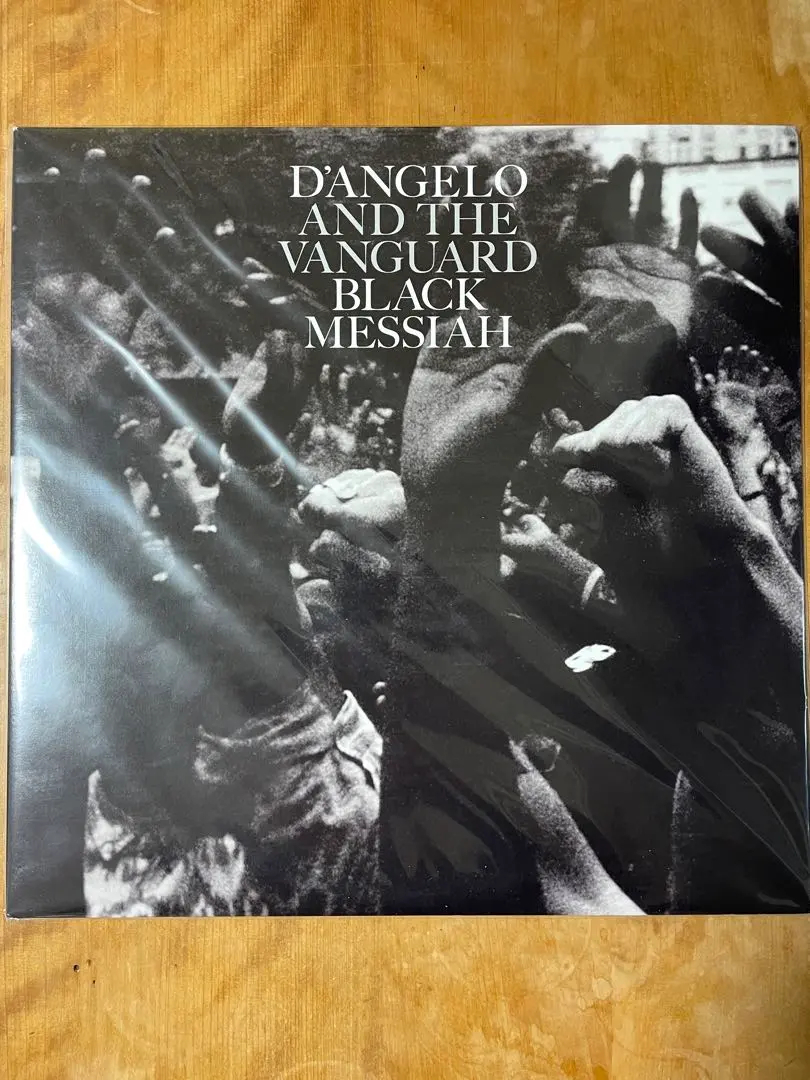 D'ANGELO
AND THE
VANGUARD
BLACK
MESSIAH